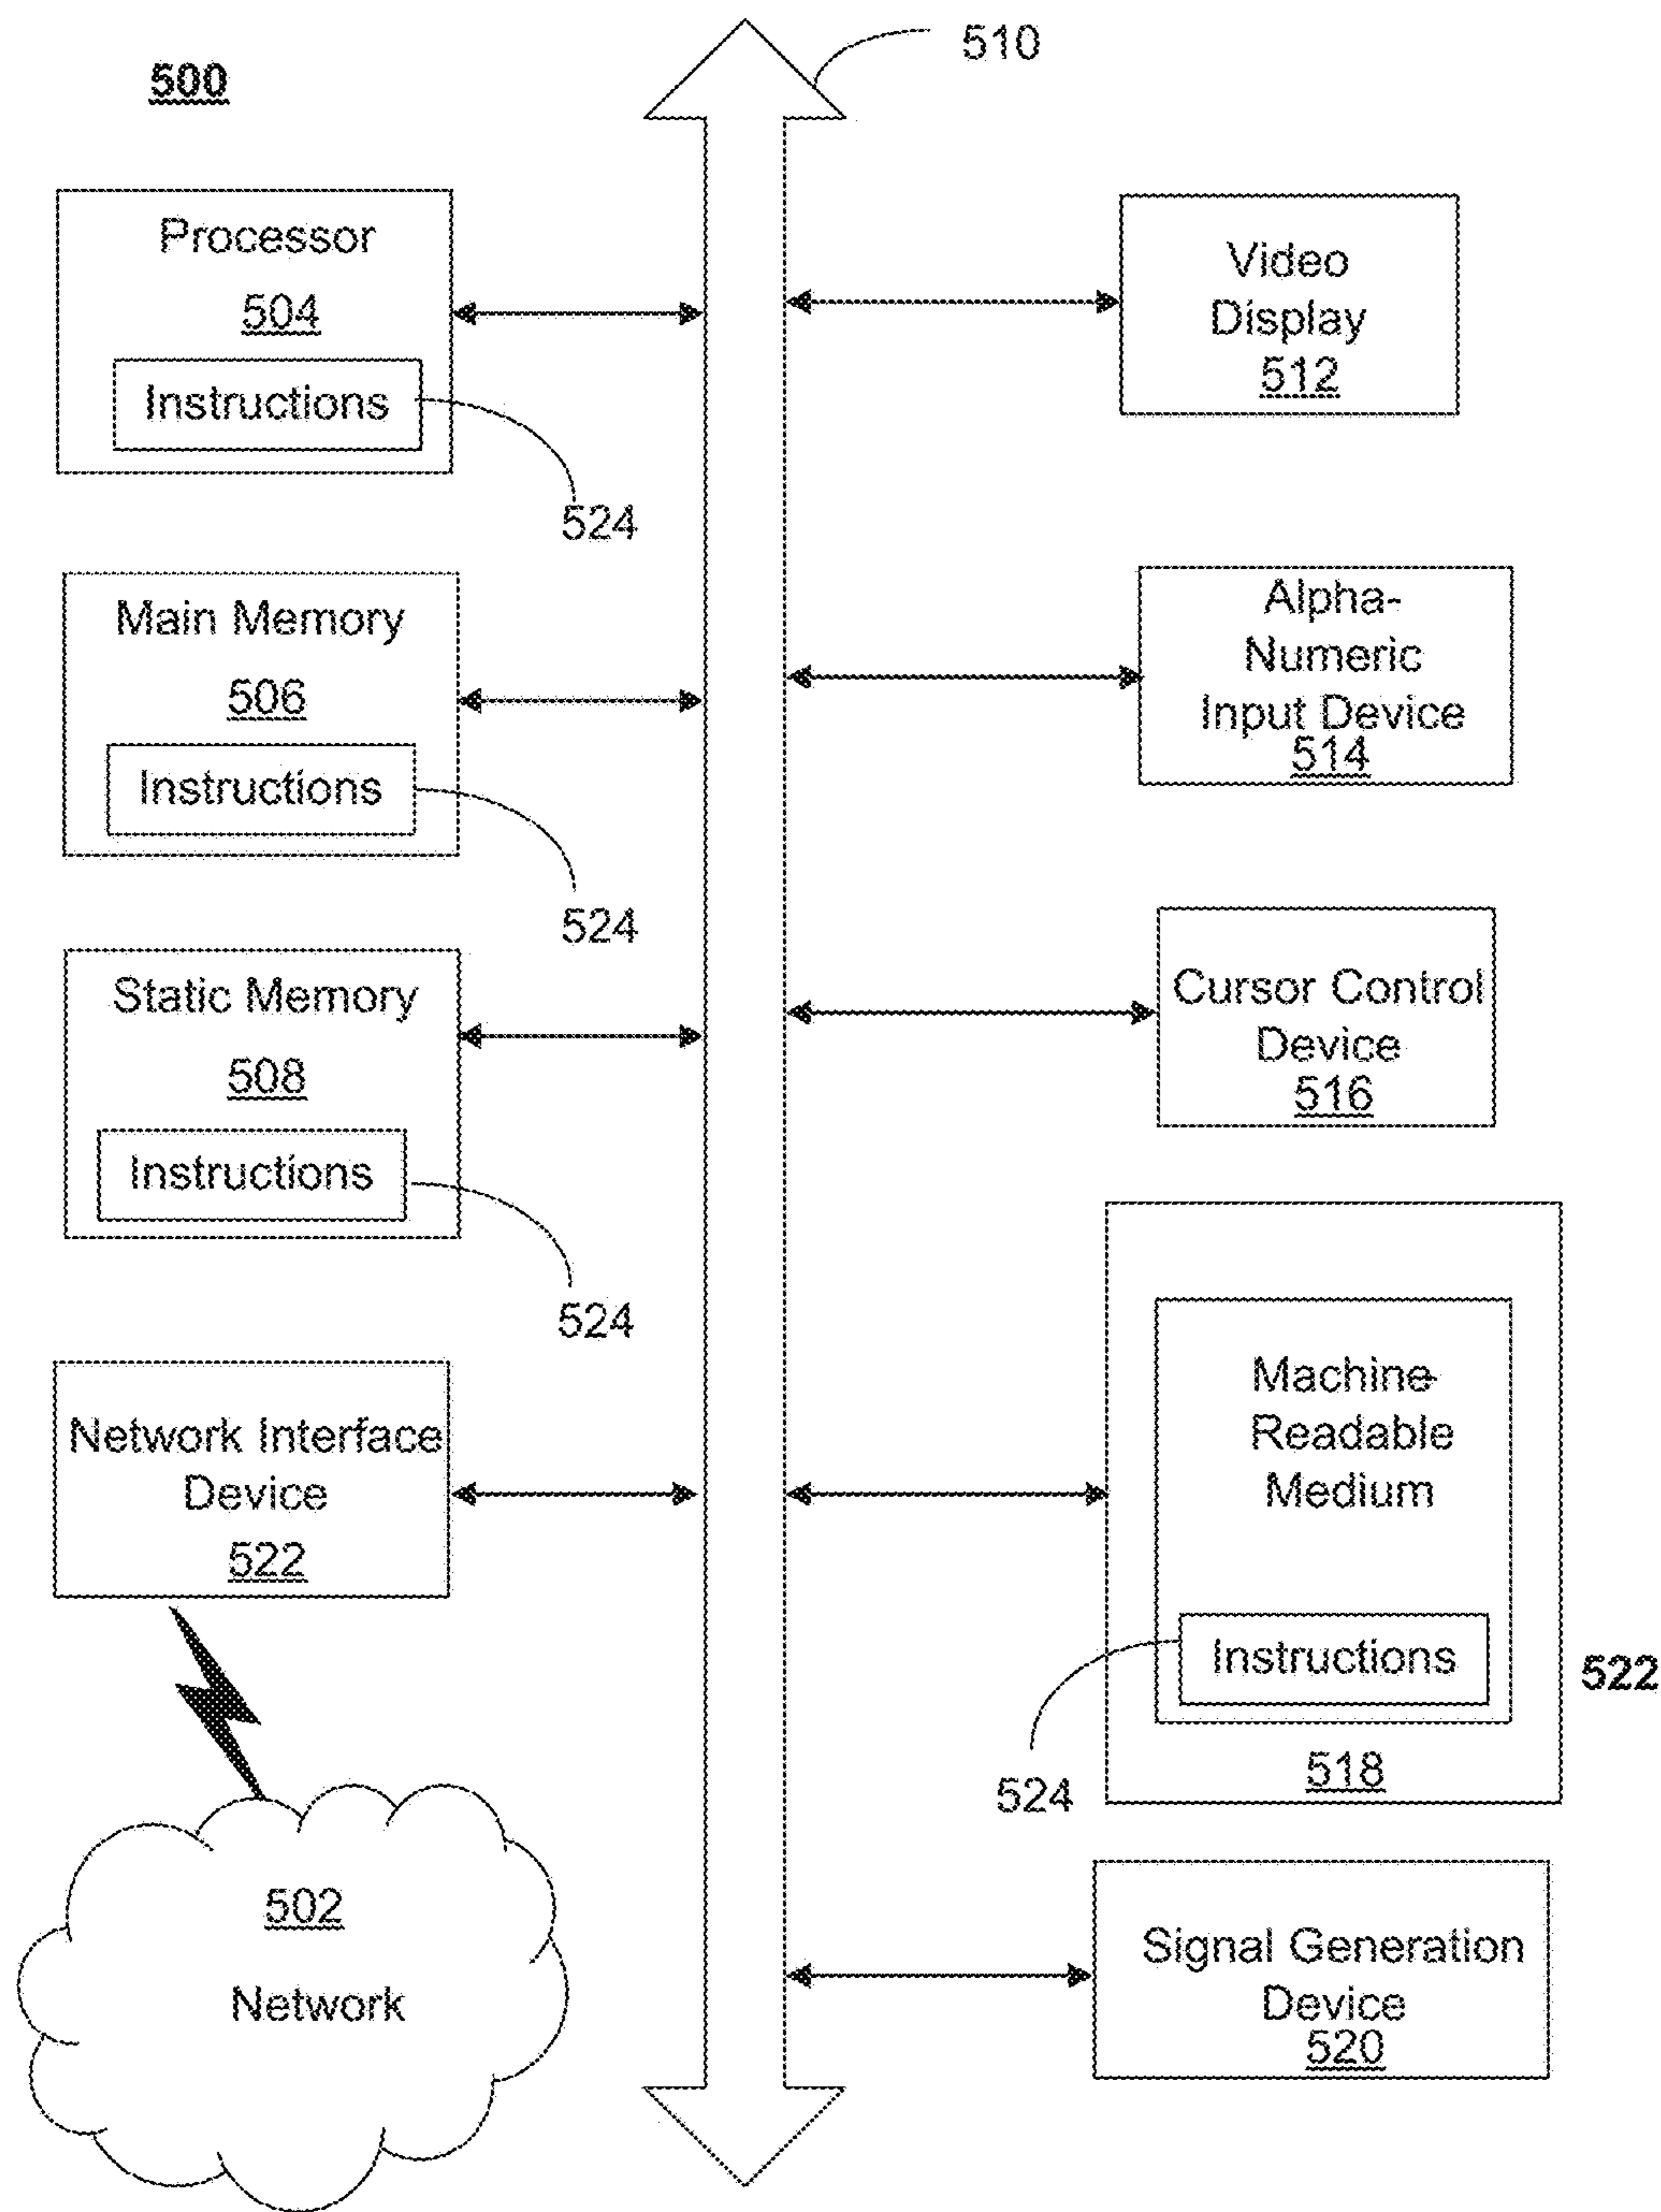 500
510
Processor
504
Instructions
524
Main Memory
506
Instructions
524
Static Memory
508
Instructions
524
Network Interface
Device
522
502
Network
Video
Display
512
Alpha-
Numeric
Input Device
514
Cursor Control
Device
516
Machine-
Readable
Medium
Instructions
524
518
522
Signal Generation
Device
520